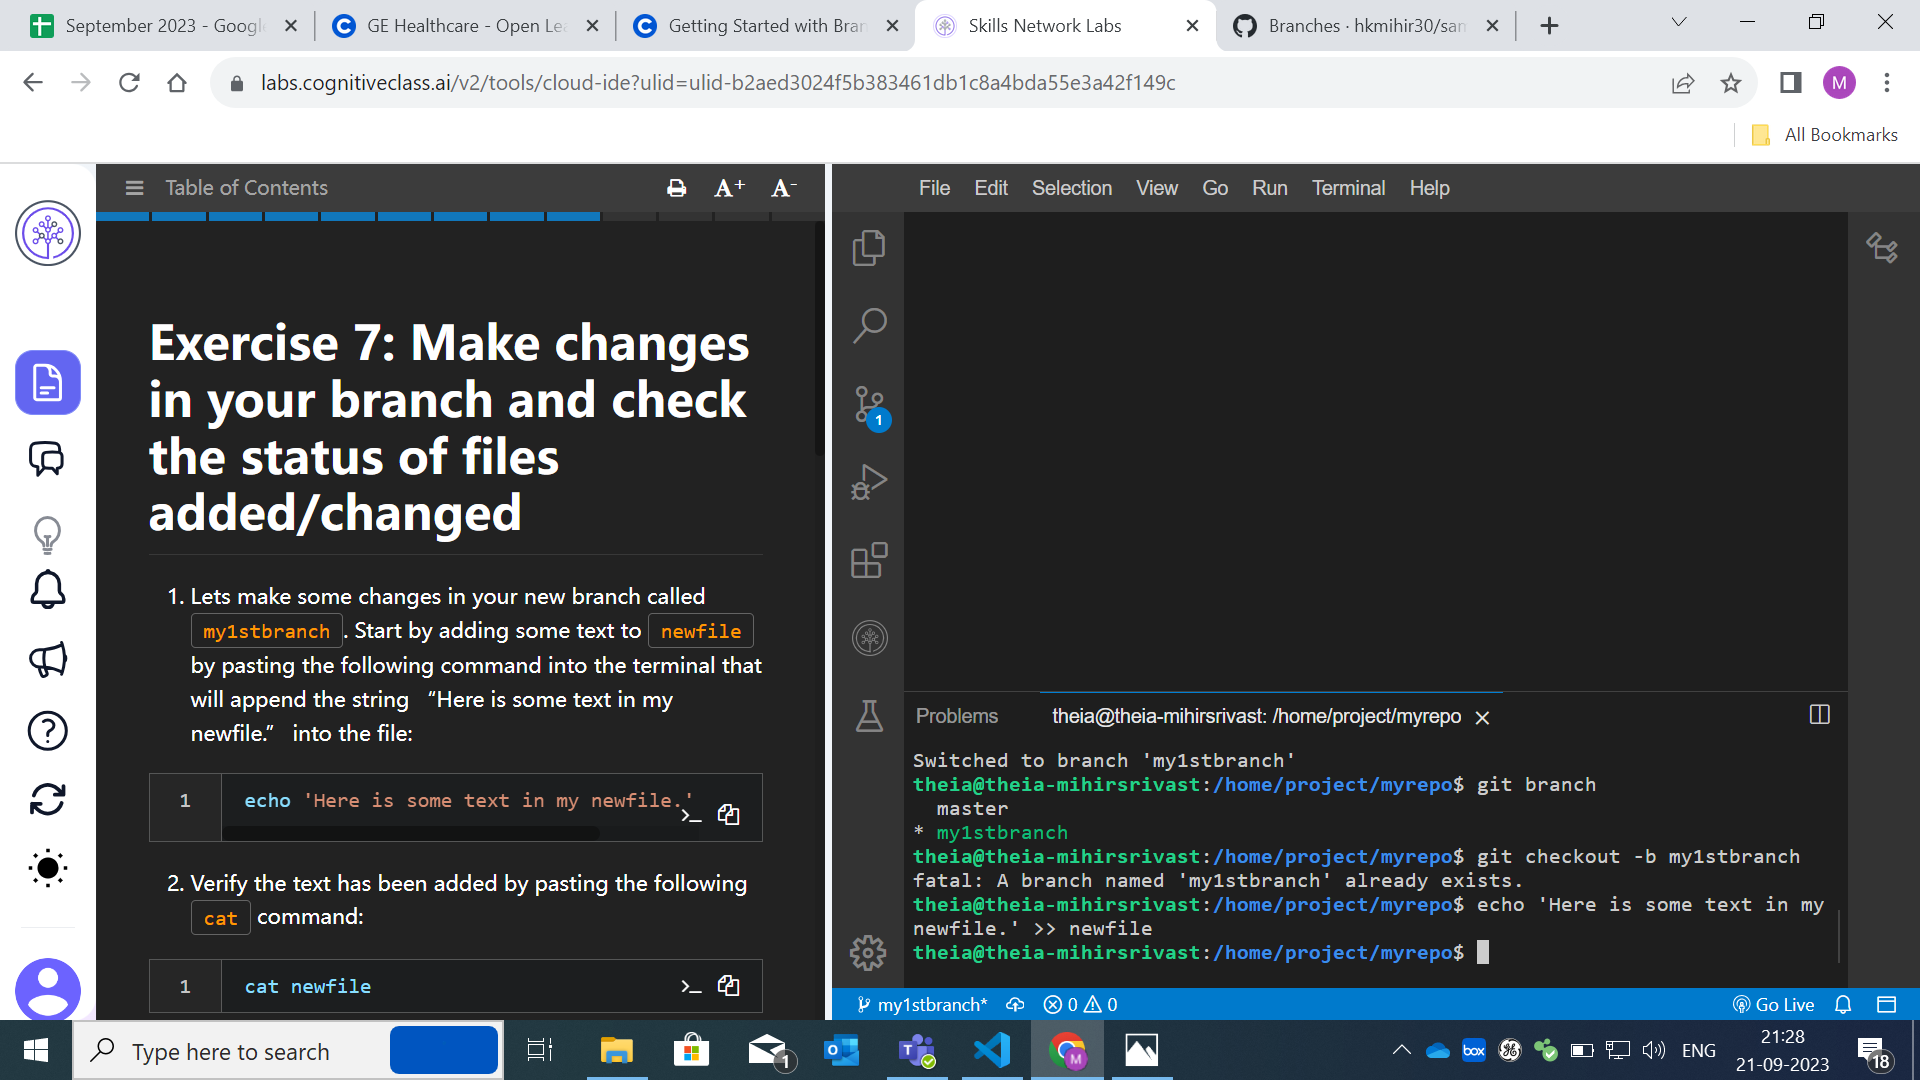 September 2023 - Google
GE Healthcare - Open Lea
Getting Started with Bran
Skills Network Labs
Branches · hkmihir30/sam
labs.cognitiveclass.ai/v2/tools/cloud-ide?ulid=ulid-b2aed3024f5b383461db1c8a4bda55e3a42f149c
M
All Bookmarks
Table of Contents
A+ A-
File Edit Selection View Go Run Terminal Help
Exercise 7: Make changes
in your branch and check
the status of files
added/changed
1. Lets make some changes in your new branch called
my1stbranch . Start by adding some text to newfile
by pasting the following command into the terminal that
will append the string “Here is some text in my
newfile.” into the file:
1 echo 'Here is some text in my newfile.'
2. Verify the text has been added by pasting the following
cat command:
1 cat newfile
1
Problems theia@theia-mihirsrivast: /home/project/myrepo
Switched to branch 'my1stbranch'
theia@theia-mihirsrivast:/home/project/myrepo$ git branch
master
* my1stbranch
theia@theia-mihirsrivast:/home/project/myrepo$ git checkout -b my1stbranch
fatal: A branch named 'my1stbranch' already exists.
theia@theia-mihirsrivast:/home/project/myrepo$ echo 'Here is some text in my
newfile.' >> newfile
theia@theia-mihirsrivast:/home/project/myrepo$
my1stbranch* 0 0 Go Live
Type here to search
1
M
box
ENG
21:28
21-09-2023
18